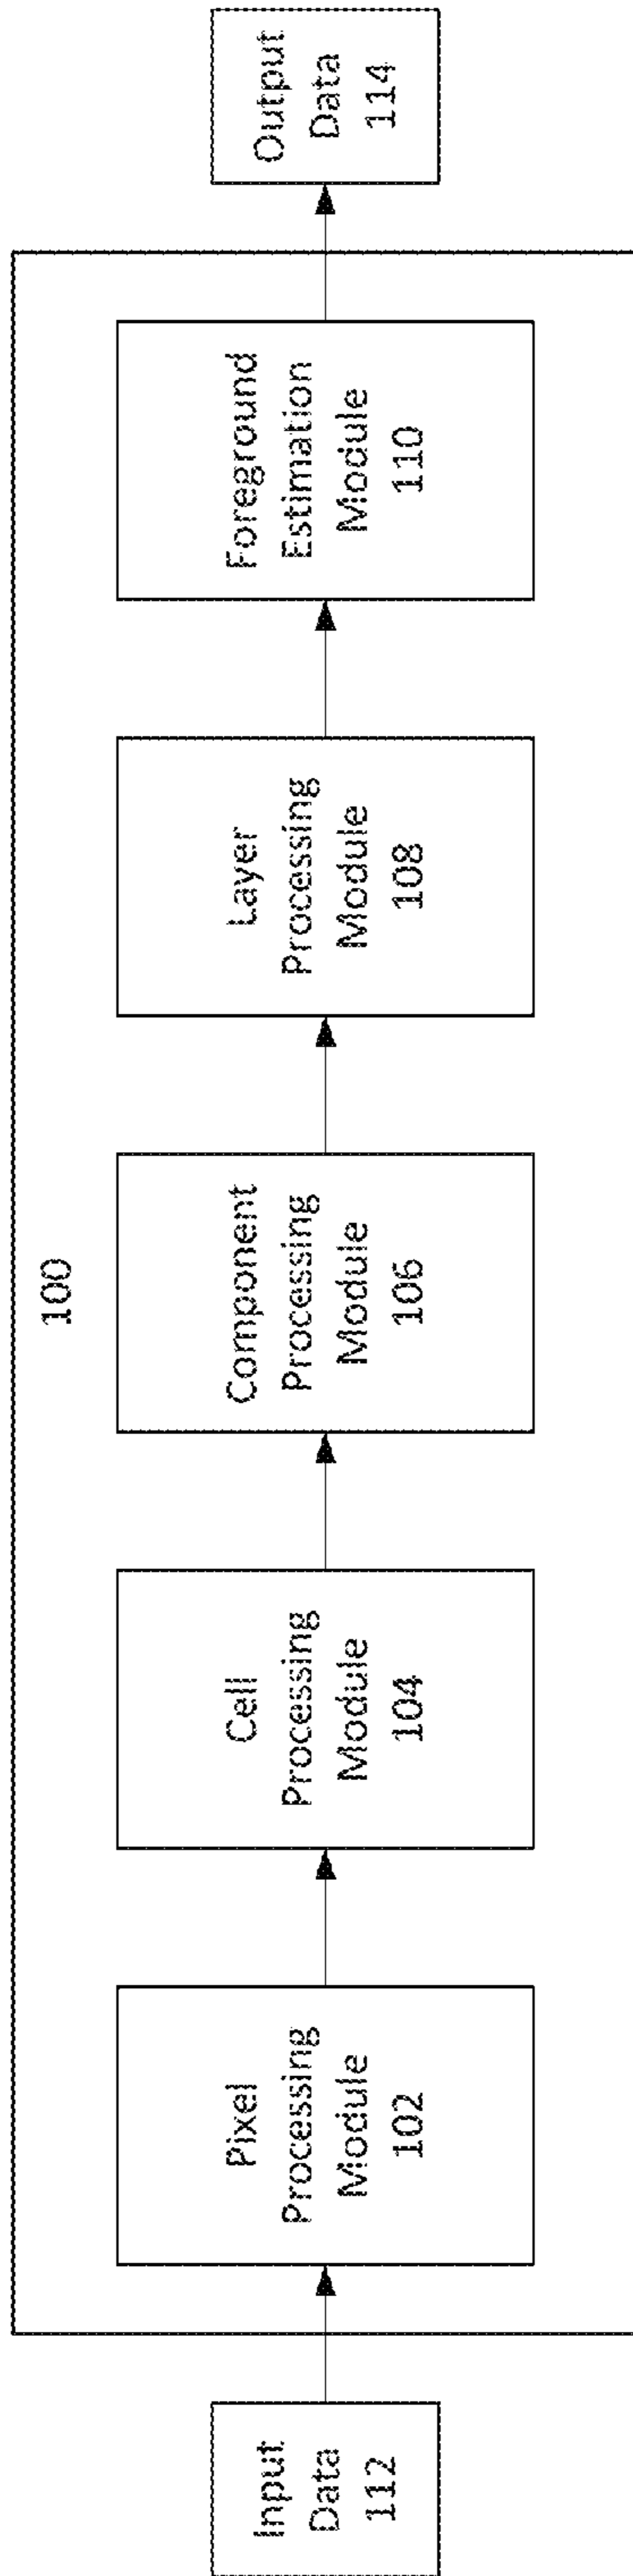 100
Input
Data
112
Pixel
Processing
Module
102
Cell
Processing
Module
104
Component
Processing
Module
106
Layer
Processing
Module
108
Foreground
Estimation
Module
110
Output
Data
114